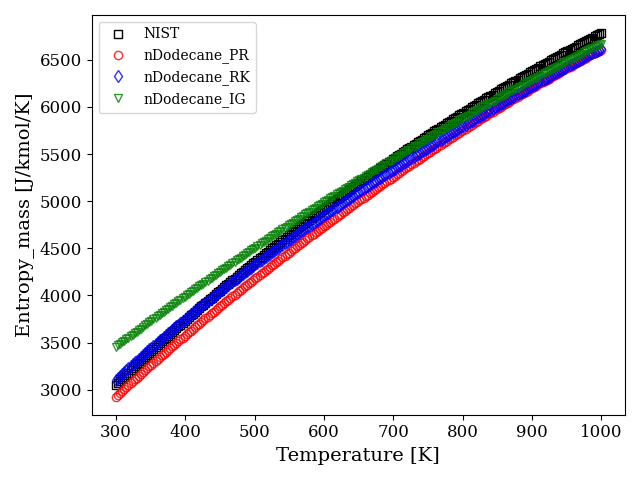 NIST
nDodecane_PR
nDodecane_RK
nDodecane_IG
Entropy_mass [J/kmol/K]
6500
6000
5500
5000
4500
4000
3500
3000
300 400 500 600 700 800 900 1000
Temperature [K]